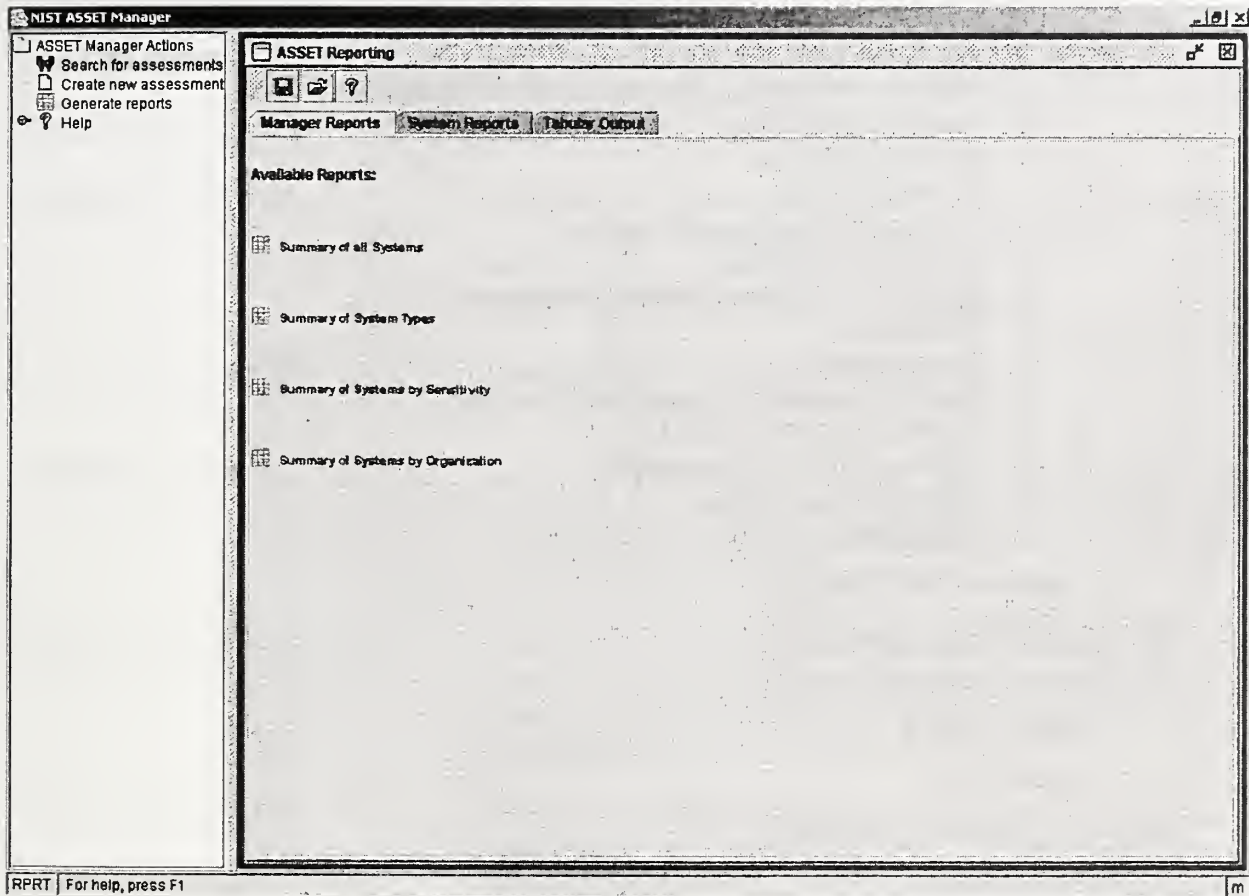 NIST ASSET Manager
ASSET Manager Actions
Search for assessments
Create new assessment
Generate reports
Help
ASSET Reporting
Manager Reports
System Reports
Tabular Output
Available Reports:
Summary of all Systems
Summary of System Types
Summary of Systems by Sensitivity
Summary of Systems by Organization
RPRT
For help, press F1
m